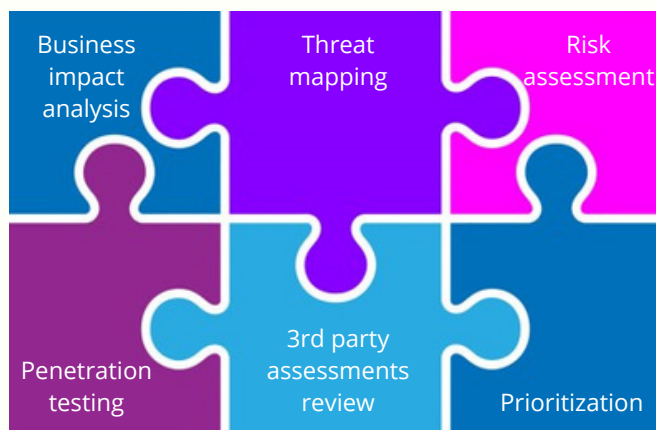 Business
impact
analysis
Threat
mapping
Risk
assessment
Penetration
testing
3rd party
assessments
review
Prioritization